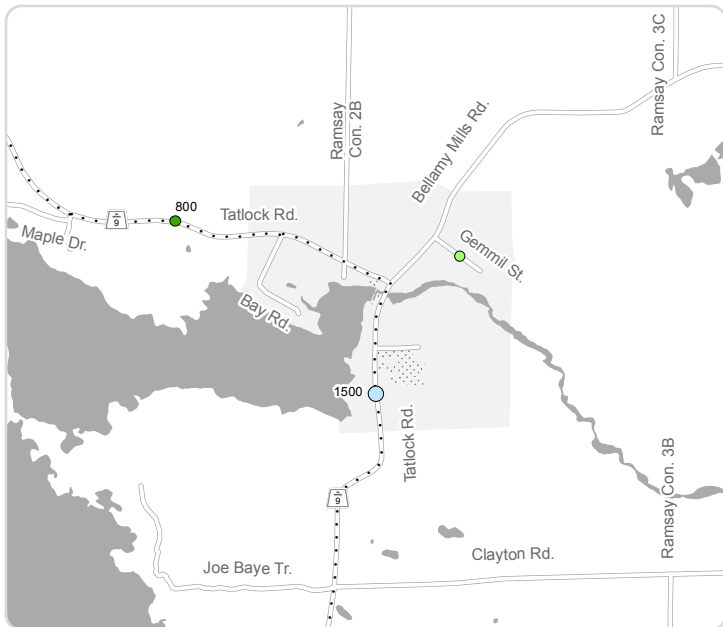 Ramsay Con. 3C
Ramsay
Con. 2B
Bellamy Mills Rd.
800
Tatlock Rd.
9
Maple Dr.
Gemmil St.
Bay Rd.
1500
Tatlock Rd.
Ramsay Con. 3B
9
Clayton Rd.
Joe Baye Tr.